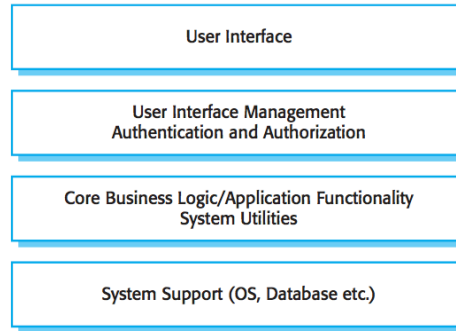 User Interface
User Interface Management
Authentication and Authorization
Core Business Logic/Application Functionality
System Utilities
System Support (OS, Database etc.)